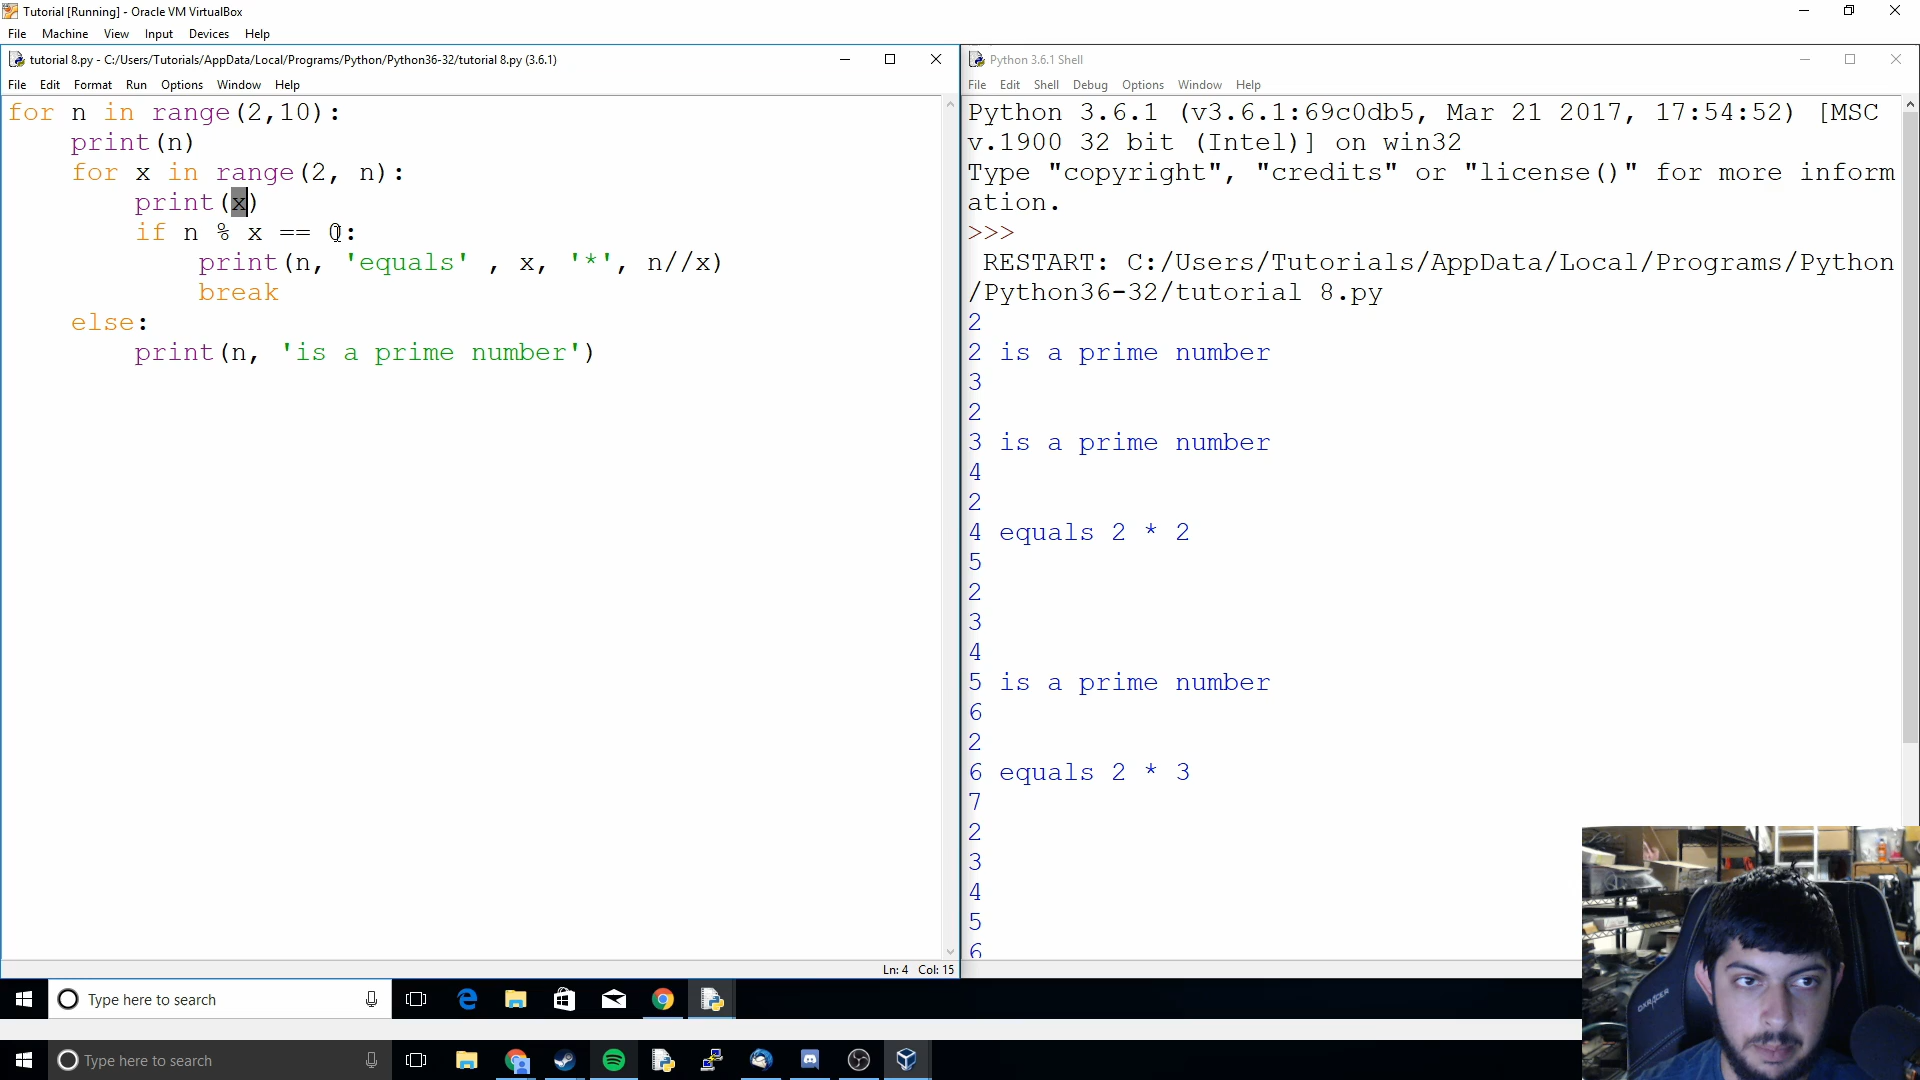 Tutorial [Running] - Oracle VM VirtualBox
File Machine View Input Devices Help
tutorial 8.py - C:/Users/Tutorials/AppData/Local/Programs/Python/Python36-32/tutorial 8.py (3.6.1)
File Edit Format Run Options Window Help
for n in range(2,10):
    print(n)
    for x in range(2, n):
        print(x)
        if n % x == 0:
            print(n, 'equals' , x, '*', n//x)
            break
    else:
        print(n, 'is a prime number')
Ln: 4 Col: 15
Python 3.6.1 Shell
File Edit Shell Debug Options Window Help
Python 3.6.1 (v3.6.1:69c0db5, Mar 21 2017, 17:54:52) [MSC
v.1900 32 bit (Intel)] on win32
Type "copyright", "credits" or "license()" for more inform
ation.
>>>
RESTART: C:/Users/Tutorials/AppData/Local/Programs/Python
/Python36-32/tutorial 8.py
2
2 is a prime number
3
2
3 is a prime number
4
2
4 equals 2 * 2
5
2
3
4
5 is a prime number
6
2
6 equals 2 * 3
7
2
3
4
5
6
Type here to search
Type here to search